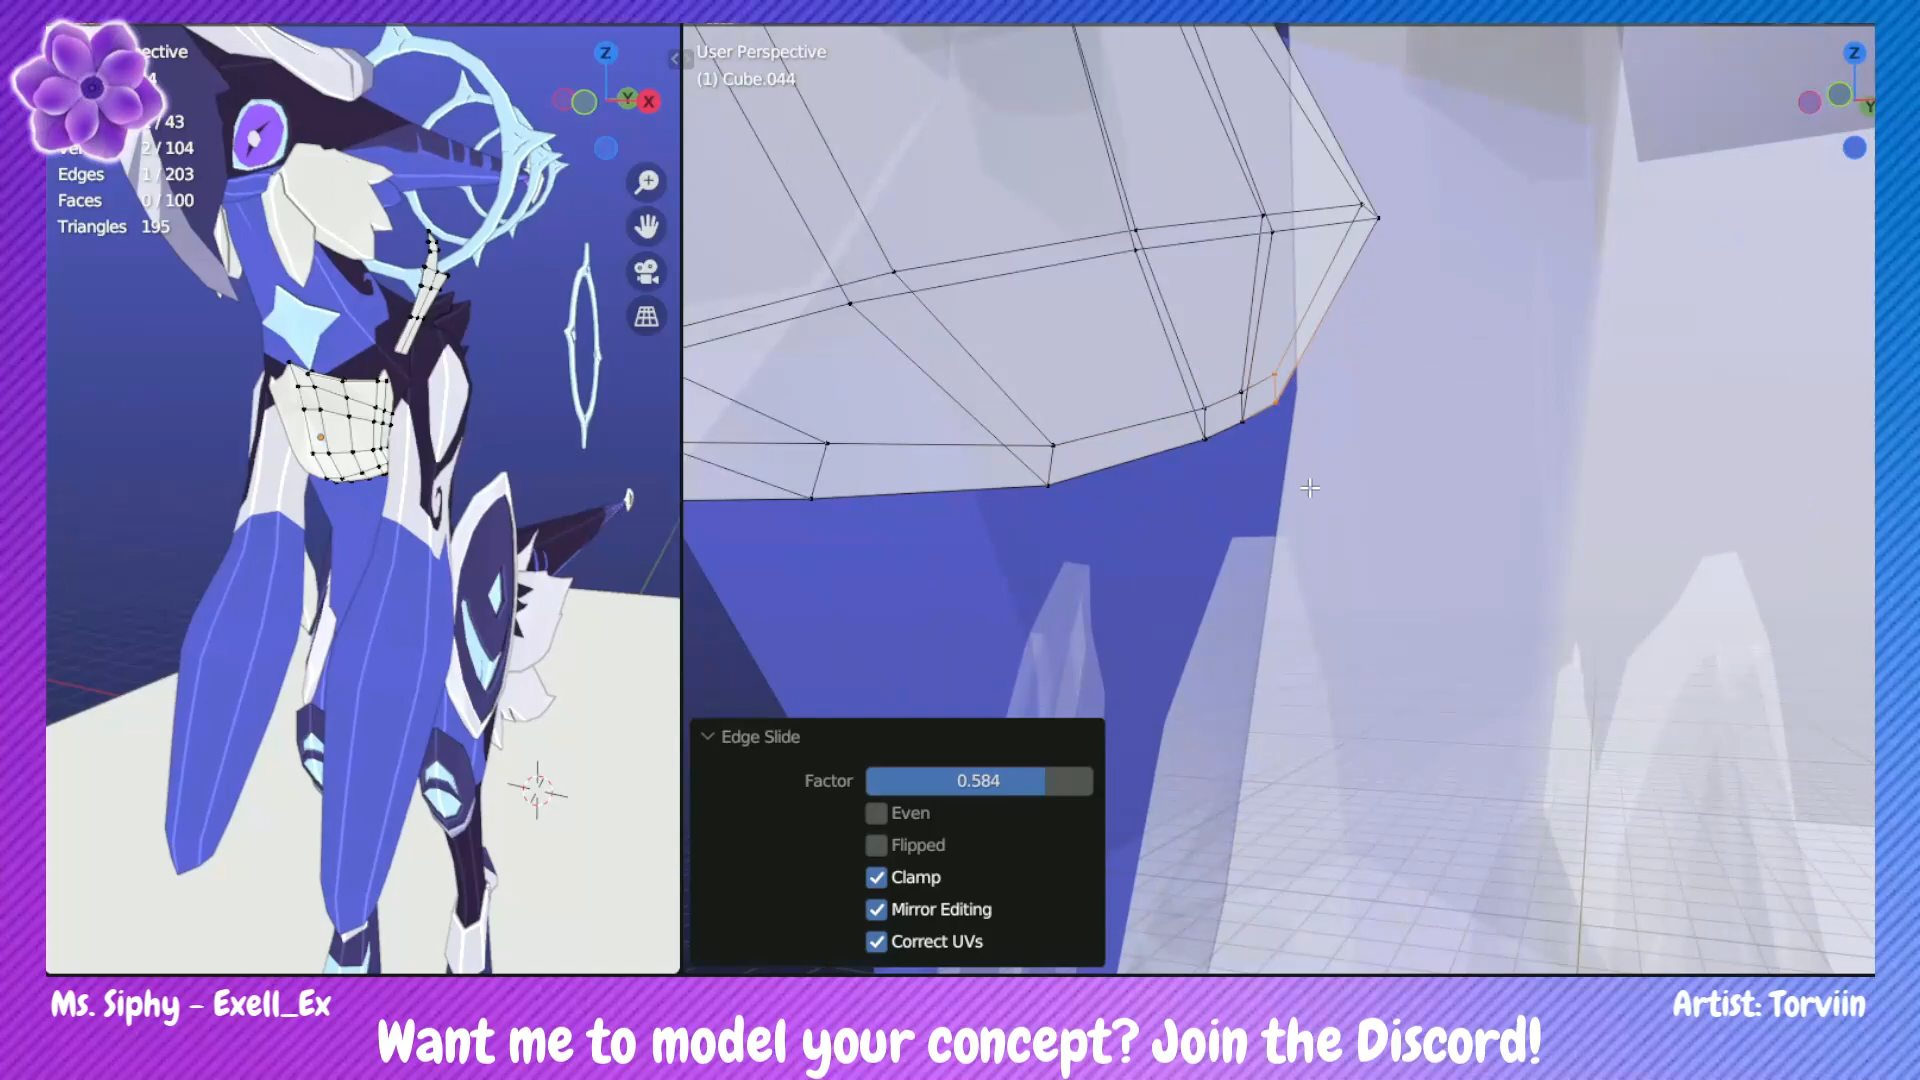 ective
4
/ 43
Ve 2 / 104
Edges 1 / 203
Faces 0 / 100
Triangles 195
Z
Y
X
User Perspective
(1) Cube.044
Z
Y
Edge Slide
Factor 0.584
Even
Flipped
Clamp
Mirror Editing
Correct UVs
Ms. Siphy - Exell_Ex
Artist: Torviin
Want me to model your concept? Join the Discord!